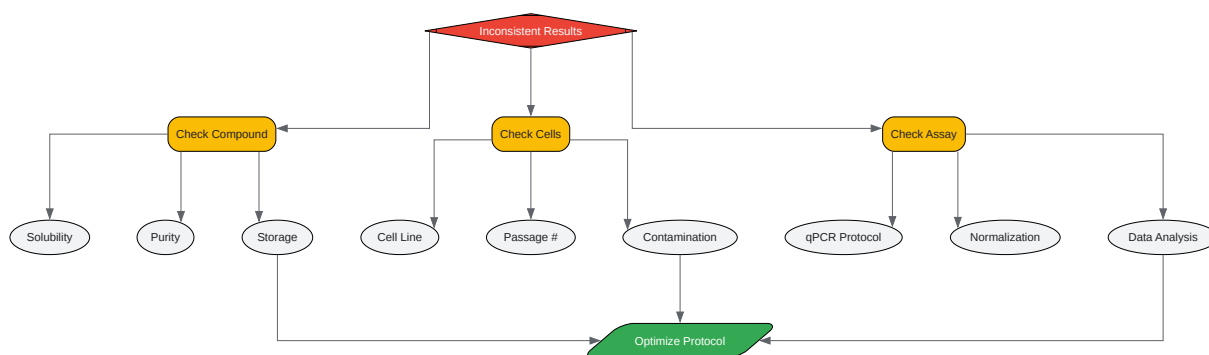 Inconsistent Results
Check Compound
Check Cells
Check Assay
Solubility
Purity
Storage
Cell Line
Passage #
Contamination
qPCR Protocol
Normalization
Data Analysis
Optimize Protocol